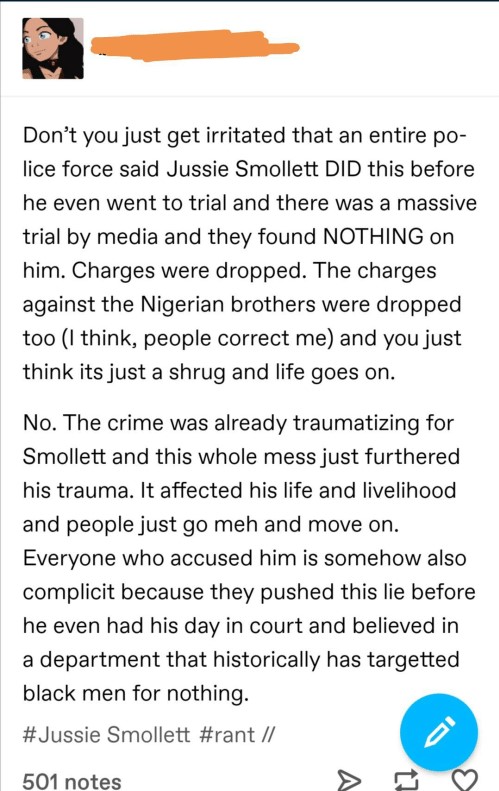 Don’t you just get irritated that an entire po-
lice force said Jussie Smollett DID this before
he even went to trial and there was a massive
trial by media and they found NOTHING on
him. Charges were dropped. The charges
against the Nigerian brothers were dropped
too (I think, people correct me) and you just
think its just a shrug and life goes on.
No. The crime was already traumatizing for
Smollett and this whole mess just furthered
his trauma. It affected his life and livelihood
and people just go meh and move on.
Everyone who accused him is somehow also
complicit because they pushed this lie before
he even had his day in court and believed in
a department that historically has targetted
black men for nothing.
#Jussie Smollett #rant //
501 notes